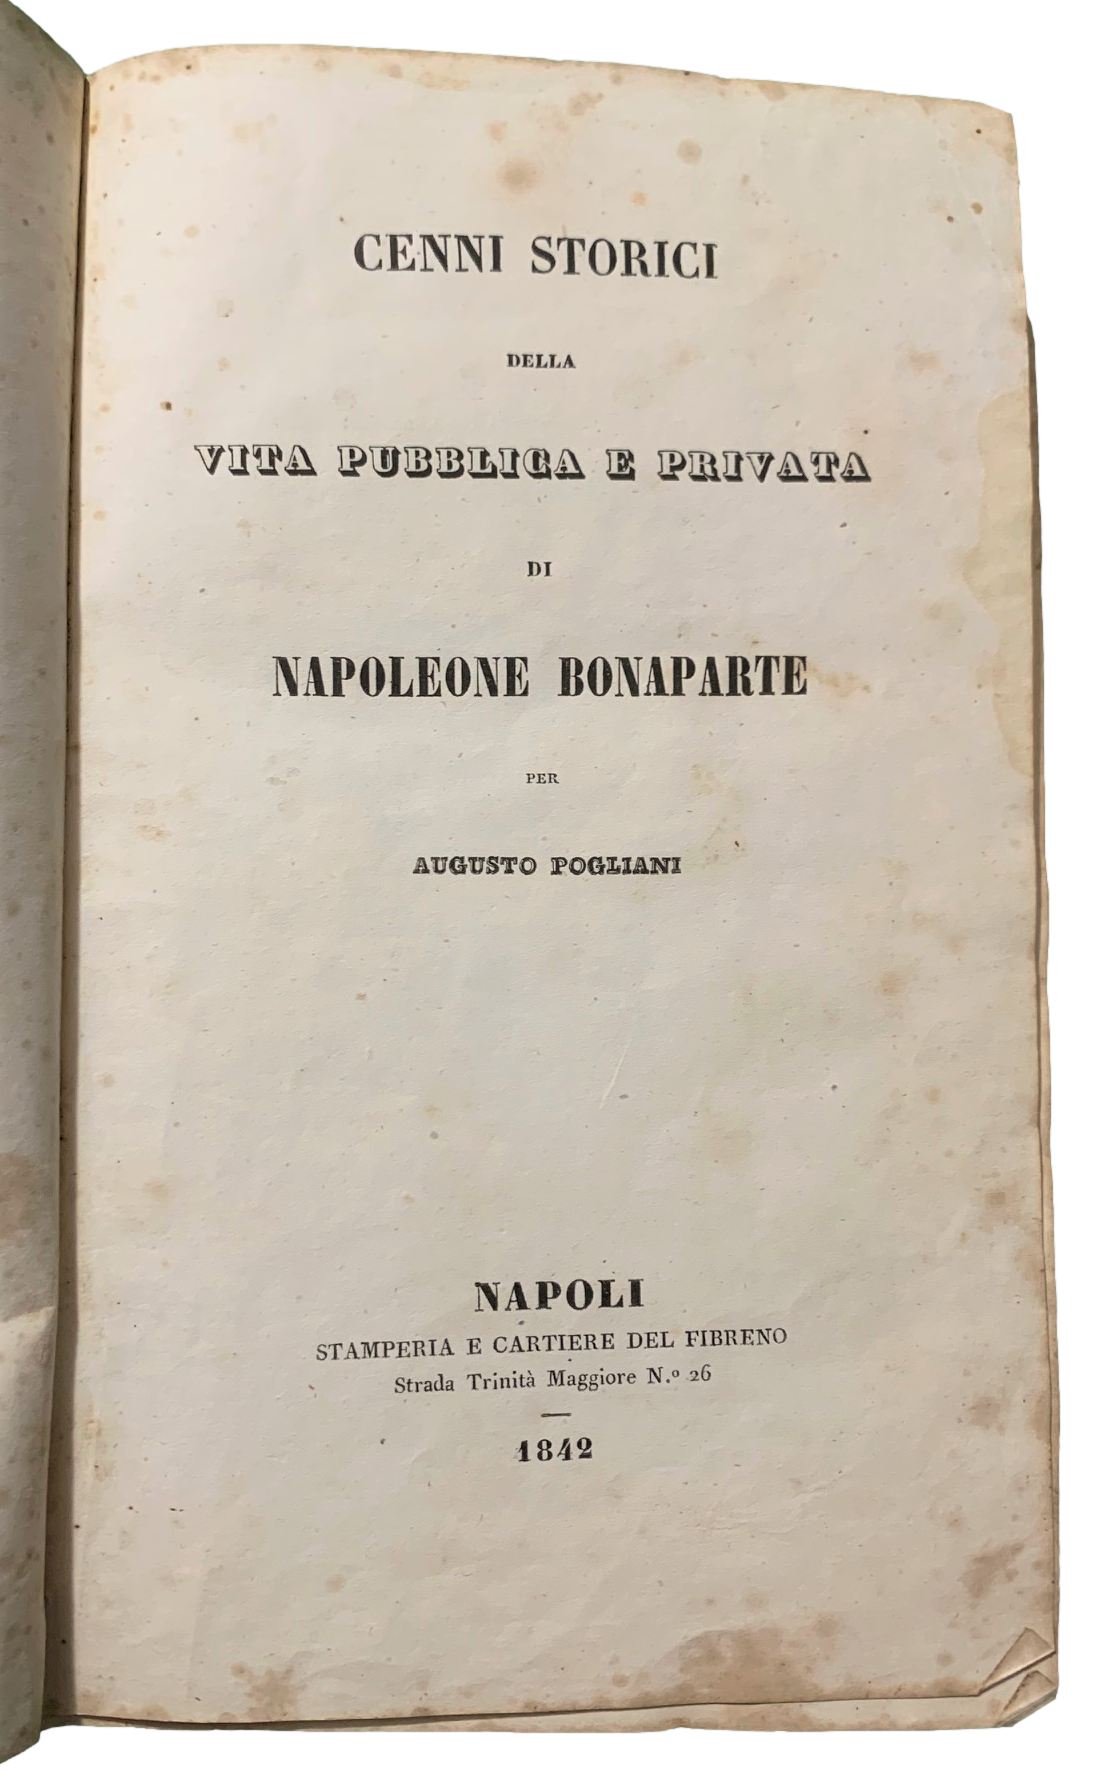 CENNI STORICI
DELLA
VITA PUBBLICA E PRIVATA
DI
NAPOLEONE BONAPARTE
PER
AUGUSTO POGLIANI
NAPOLI
STAMPERIA E CARTIERE DEL FIBRENO
Strada Trinità Maggiore N.º 26
—
1842